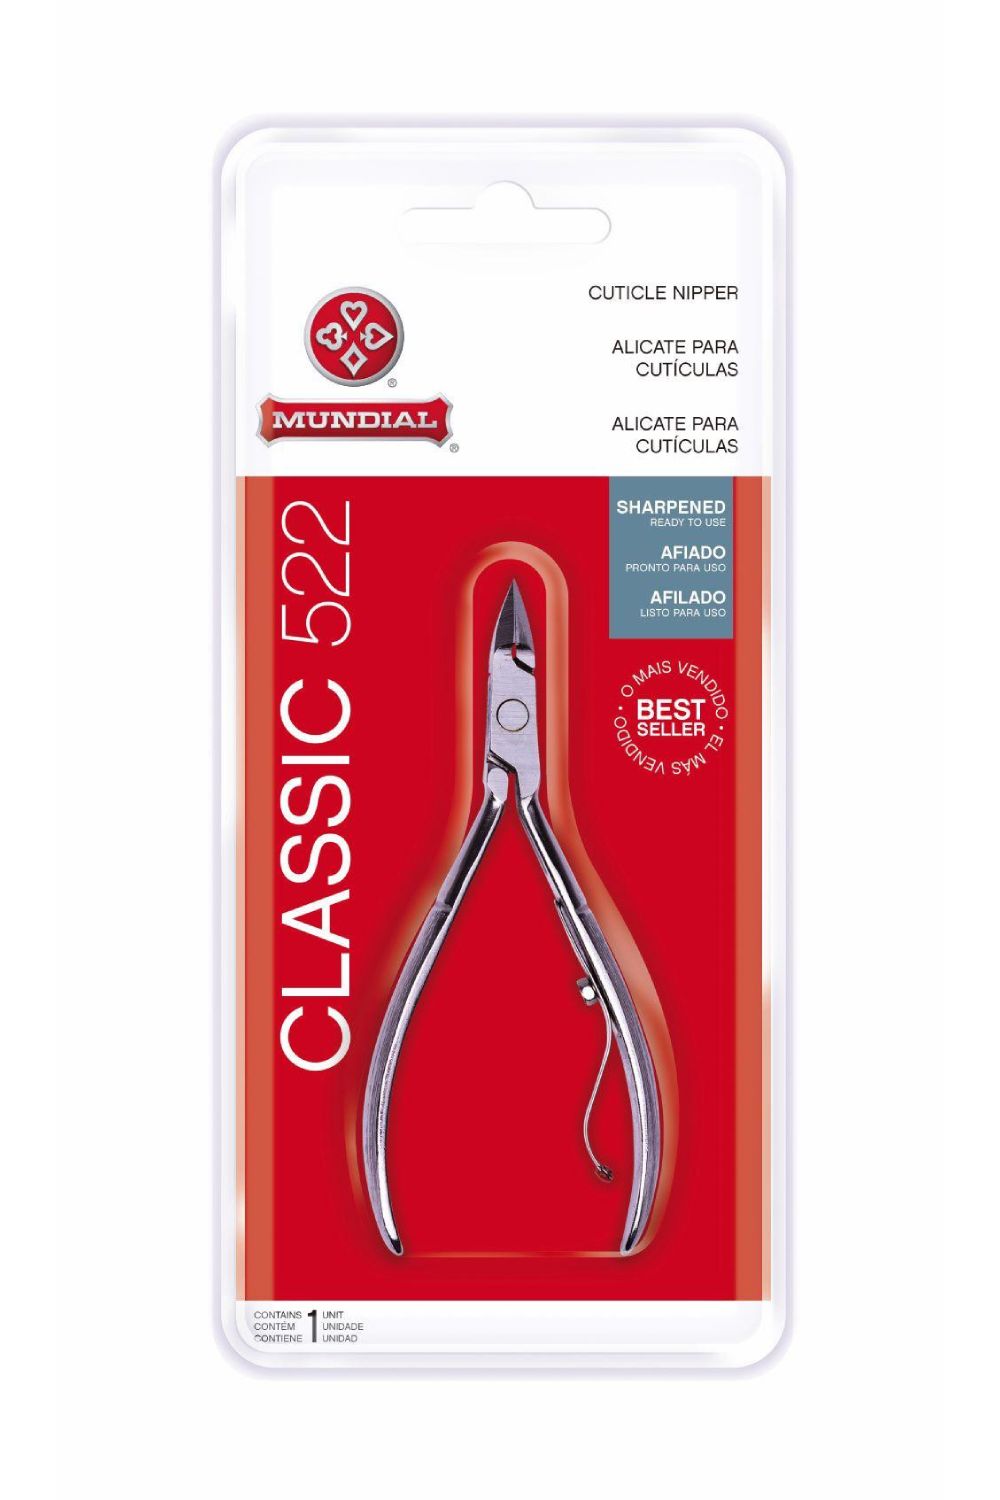 CUTICLE NIPPER
ALICATE PARA
CUTÍCULAS
ALICATE PARA
CUTÍCULAS
MUNDIAL
®
®
CLASSIC 522
SHARPENED
READY TO USE
AFIADO
PRONTO PARA USO
AFILADO
LISTO PARA USO
O MAIS VENDIDO • EL MÁS VENDIDO •
BEST
SELLER
CONTAINS 1 UNIT
CONTÉM UNIDADE
CONTIENE UNIDAD